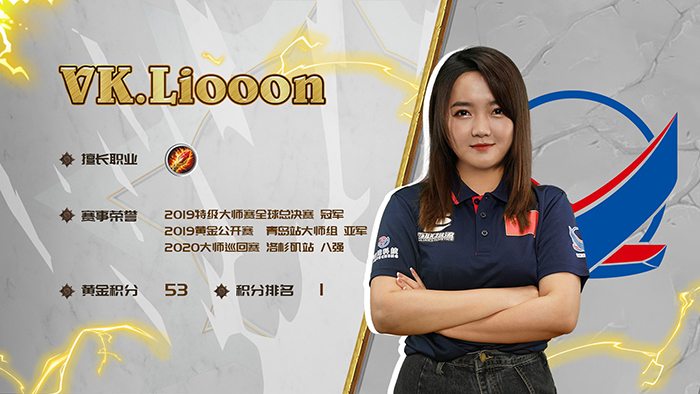 VK.Liooon
擅长职业
赛事荣誉
2019特级大师赛全球总决赛 冠军
2019黄金公开赛 青岛站大师组 亚军
2020大师巡回赛 洛杉矶站 八强
黄金积分 53 积分排名 1